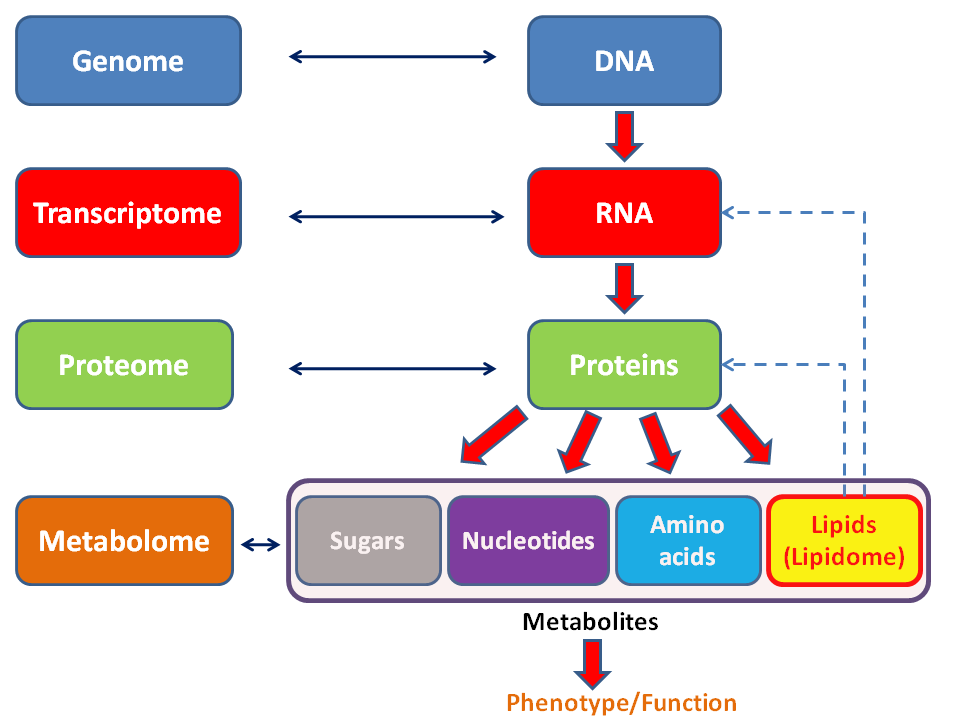 Genome
DNA
Transcriptome
RNA
Proteome
Proteins
Metabolome
Sugars
Nucleotides
Amino
acids
Lipids
(Lipidome)
Metabolites
Phenotype/Function